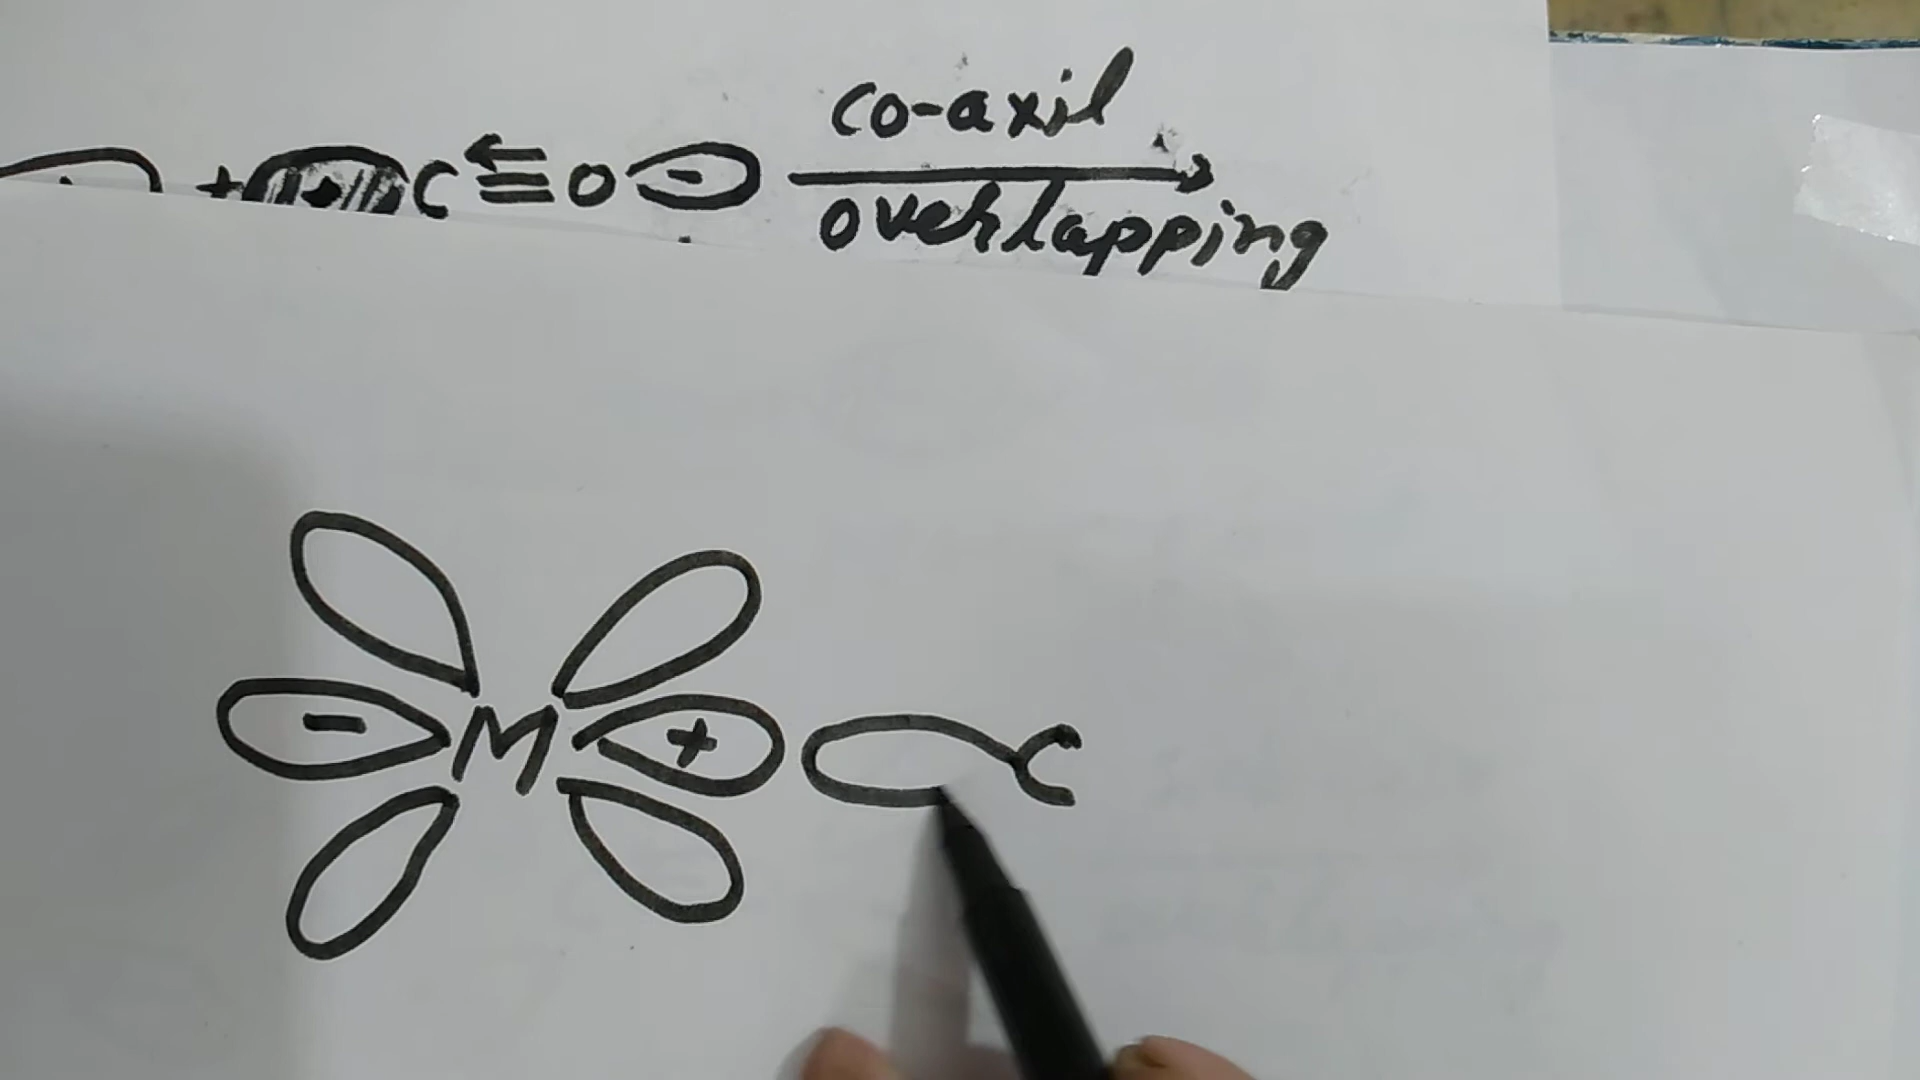 co-axil
+ C ≡ O -
overlapping
- M + C